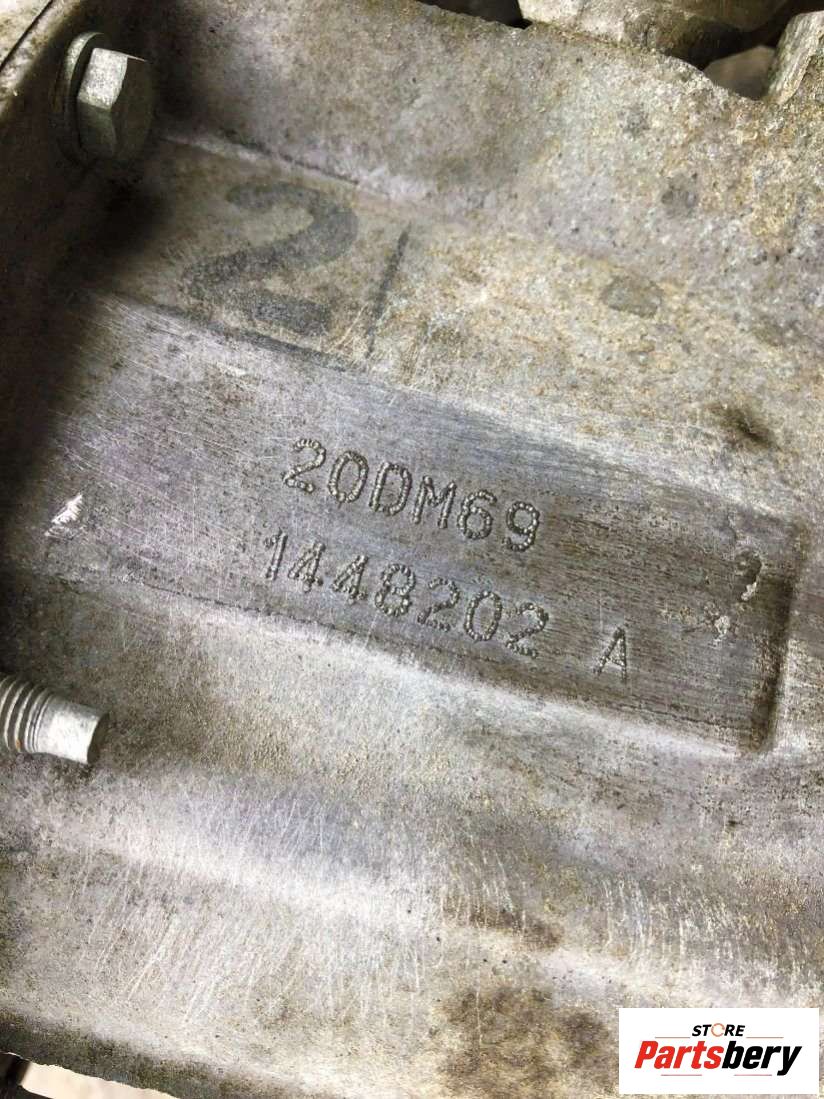 2
20DM69
1448202 A
STORE
Partsbery